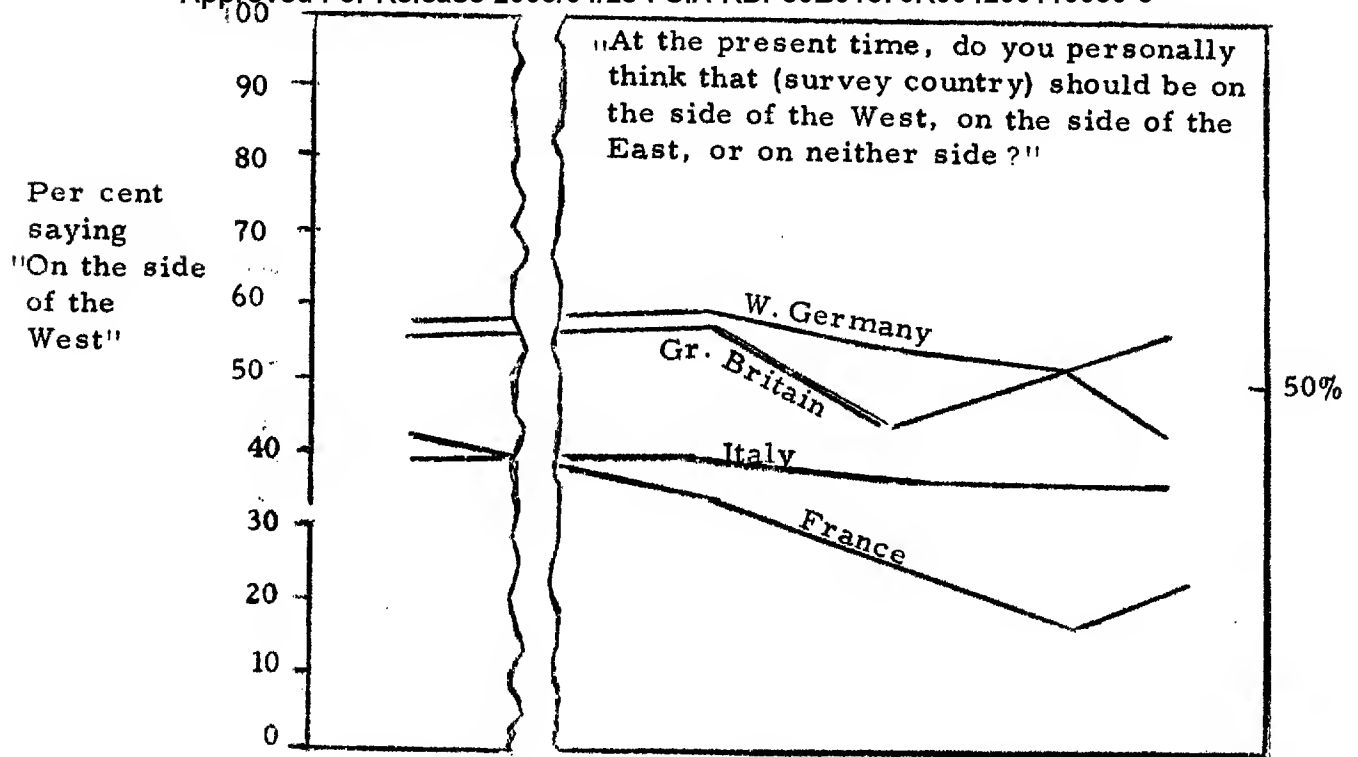 100
"At the present time, do you personally
think that (survey country) should be on
the side of the West, on the side of the
East, or on neither side?"
90
80
Per cent
saying
"On the side
of the
West"
70
60
50
40
30
20
10
0
W. Germany
Gr. Britain
Italy
France
50%